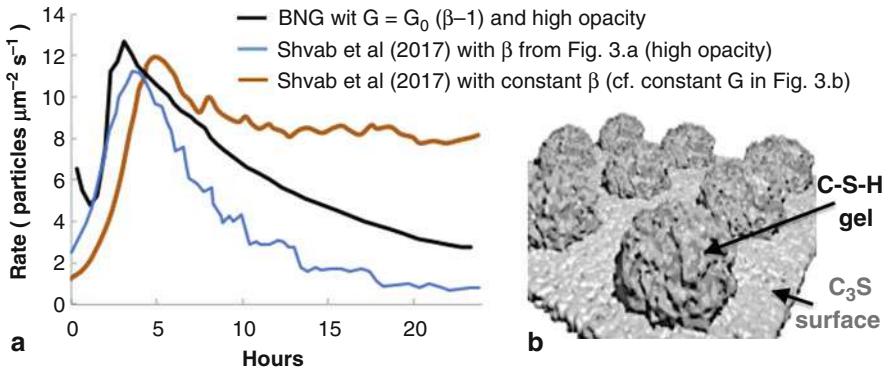 BNG wit G = G₀ (β–1) and high opacity
Shvab et al (2017) with β from Fig. 3.a (high opacity)
Shvab et al (2017) with constant β (cf. constant G in Fig. 3.b)
Rate ( particles μm⁻² s⁻¹)
14
12
10
8
6
4
2
0
0
5
10
15
20
Hours
a
C-S-H
gel
C₃S
surface
b